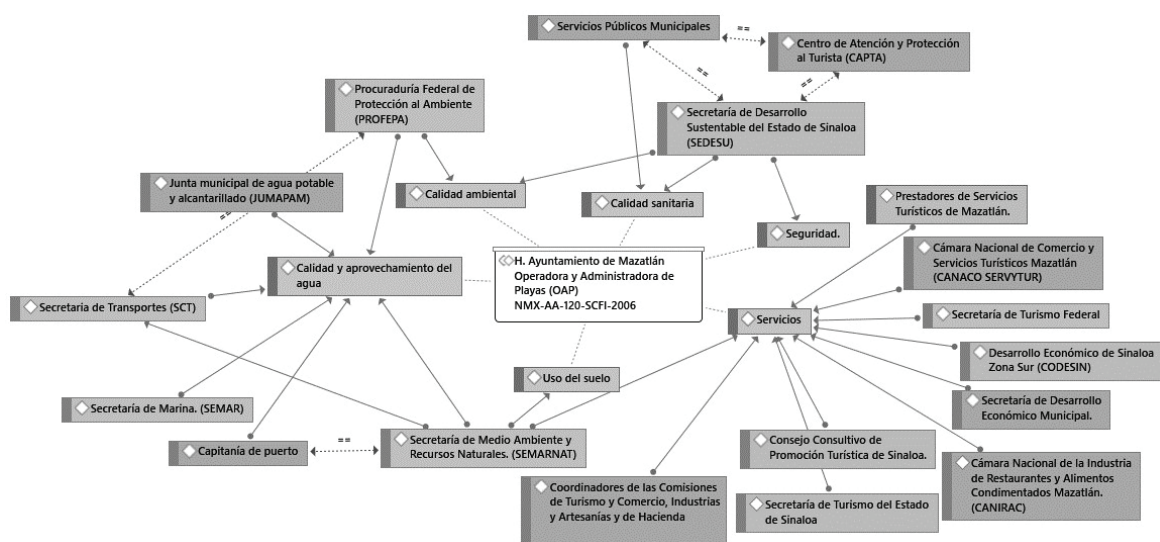 Servicios Públicos Municipales
==
Centro de Atención y Protección
al Turista (CAPTA)
==
==
Procuraduría Federal de
Protección al Ambiente
(PROFEPA)
Secretaría de Desarrollo
Sustentable del Estado de Sinaloa
(SEDESU)
Junta municipal de agua potable
y alcantarillado (JUMAPAM)
==
Calidad ambiental
Calidad sanitaria
Prestadores de Servicios
Turísticos de Mazatlán.
Seguridad.
Calidad y aprovechamiento del
agua
H. Ayuntamiento de Mazatlán
Operadora y Administradora de
Playas (OAP)
NMX-AA-120-SCFI-2006
Cámara Nacional de Comercio y
Servicios Turísticos Mazatlán
(CANACO SERVYTUR)
Secretaria de Transportes (SCT)
Servicios
Secretaría de Turismo Federal
Desarrollo Económico de Sinaloa
Zona Sur (CODESIN)
Uso del suelo
Secretaría de Marina. (SEMAR)
Secretaría de Desarrollo
Económico Municipal.
Capitanía de puerto
==
Secretaría de Medio Ambiente y
Recursos Naturales. (SEMARNAT)
Consejo Consultivo de
Promoción Turística de Sinaloa.
Cámara Nacional de la Industria
de Restaurantes y Alimentos
Condimentados Mazatlán.
(CANIRAC)
Coordinadores de las Comisiones
de Turismo y Comercio, Industrias
y Artesanías y de Hacienda
Secretaría de Turismo del Estado
de Sinaloa